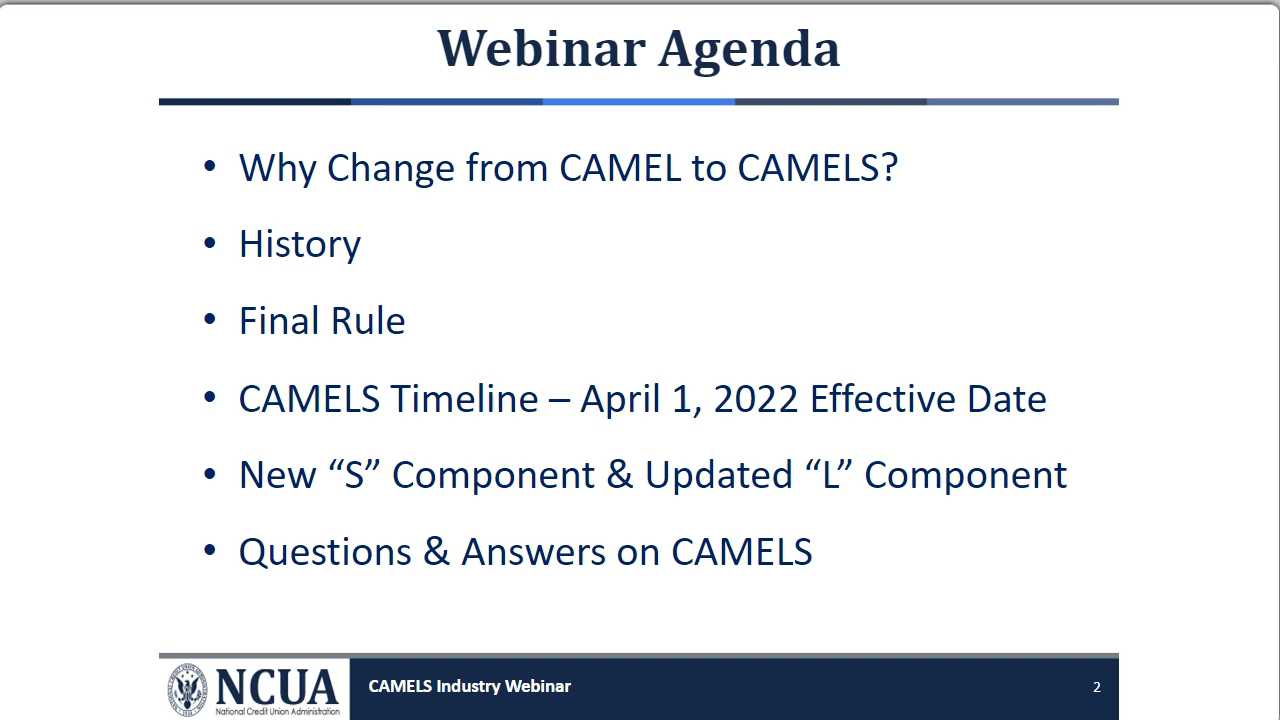 Webinar Agenda
• Why Change from CAMEL to CAMELS?
• History
• Final Rule
• CAMELS Timeline – April 1, 2022 Effective Date
• New “S” Component & Updated “L” Component
• Questions & Answers on CAMELS
NCUA
National Credit Union Administration
CAMELS Industry Webinar
2